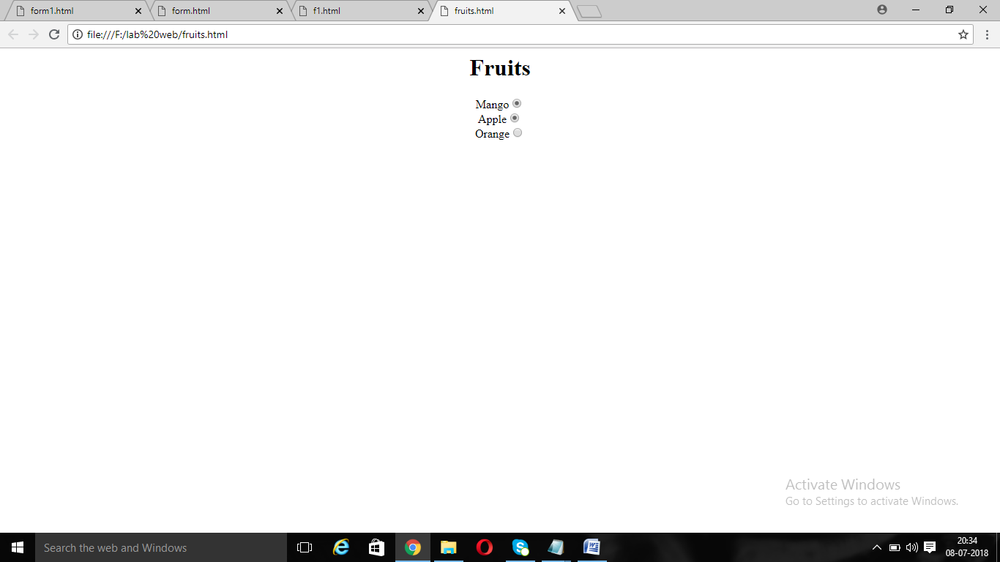 form1.html
form.html
f1.html
fruits.html
file:///F:/lab%20web/fruits.html
Fruits
Mango
Apple
Orange
Activate Windows
Go to Settings to activate Windows.
Search the web and Windows
20:34
08-07-2018